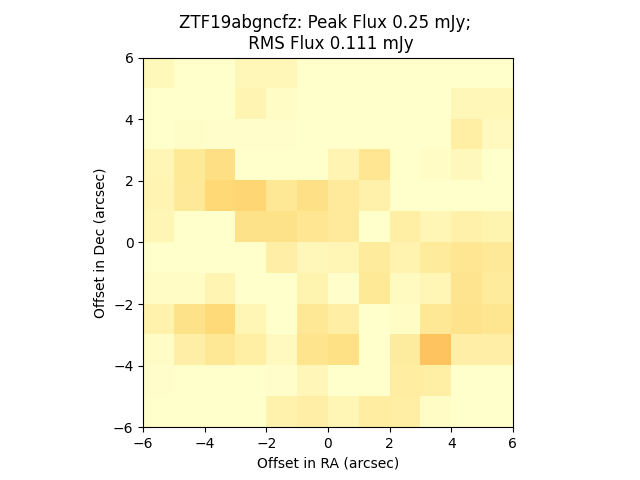 ZTF19abgncfz: Peak Flux 0.25 mJy;
RMS Flux 0.111 mJy
6
4
2
0
−2
−4
−6
Offset in Dec (arcsec)
−6 −4 −2 0 2 4 6
Offset in RA (arcsec)